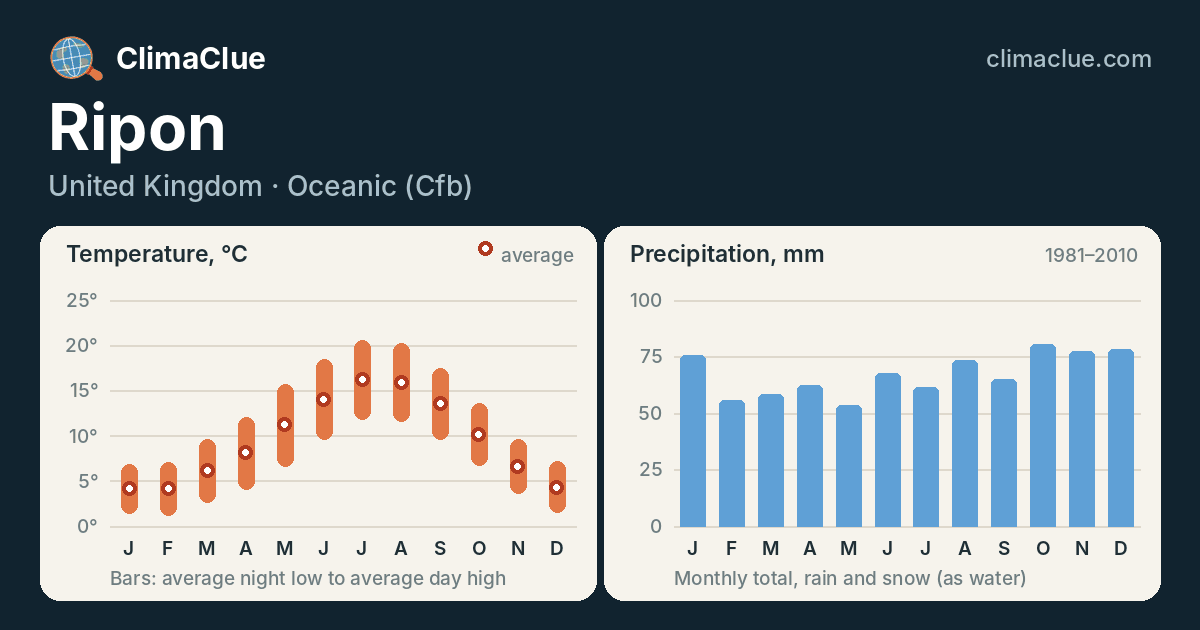 ClimaClue
climaclue.com
Ripon
United Kingdom · Oceanic (Cfb)
Temperature, °C
average
25°
20°
15°
10°
5°
0°
J F M A M J J A S O N D
Bars: average night low to average day high
Precipitation, mm
1981–2010
100
75
50
25
0
J F M A M J J A S O N D
Monthly total, rain and snow (as water)